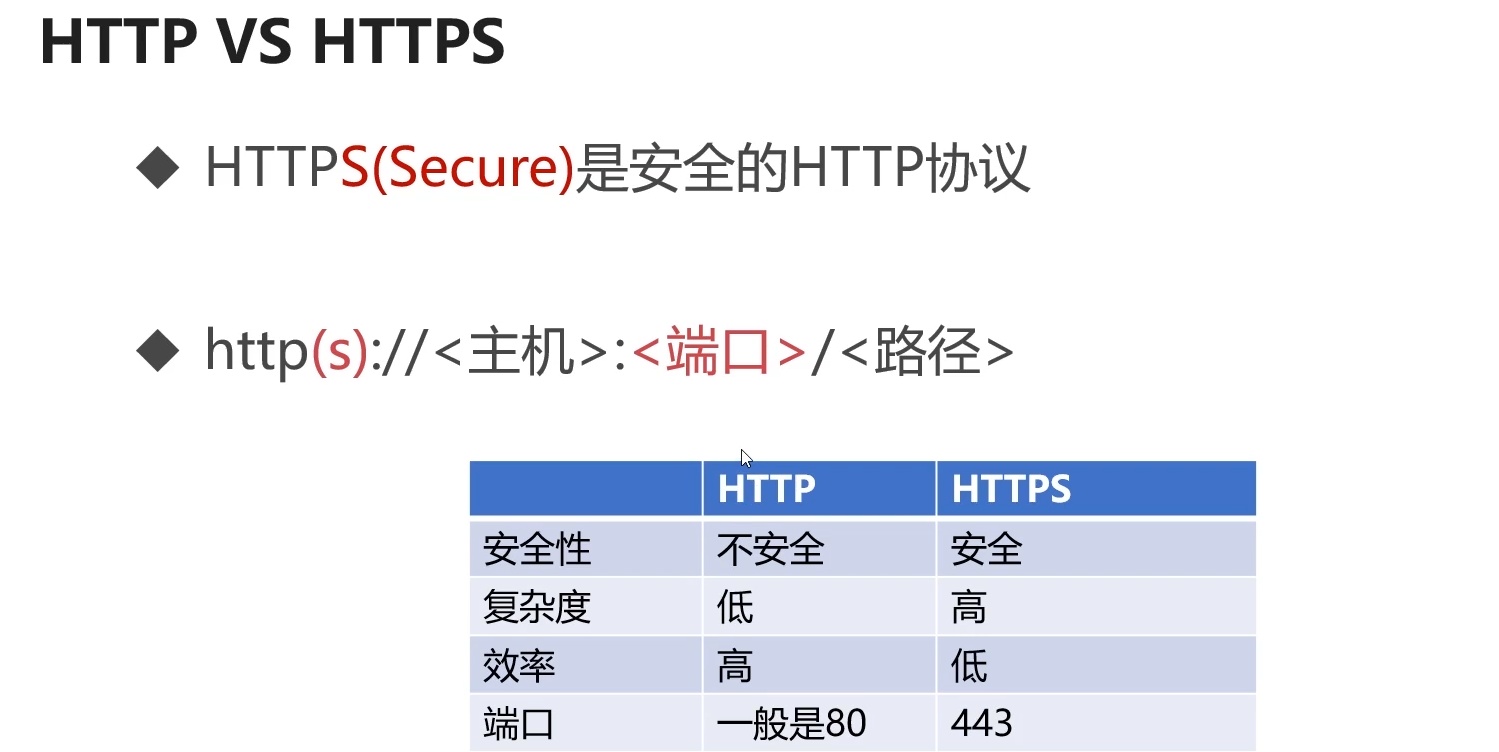 HTTP VS HTTPS
◆ HTTPS(Secure)是安全的HTTP协议
◆ http(s)://<主机>:<端口>/<路径>
HTTP HTTPS
安全性 不安全 安全
复杂度 低 高
效率 高 低
端口 一般是80 443